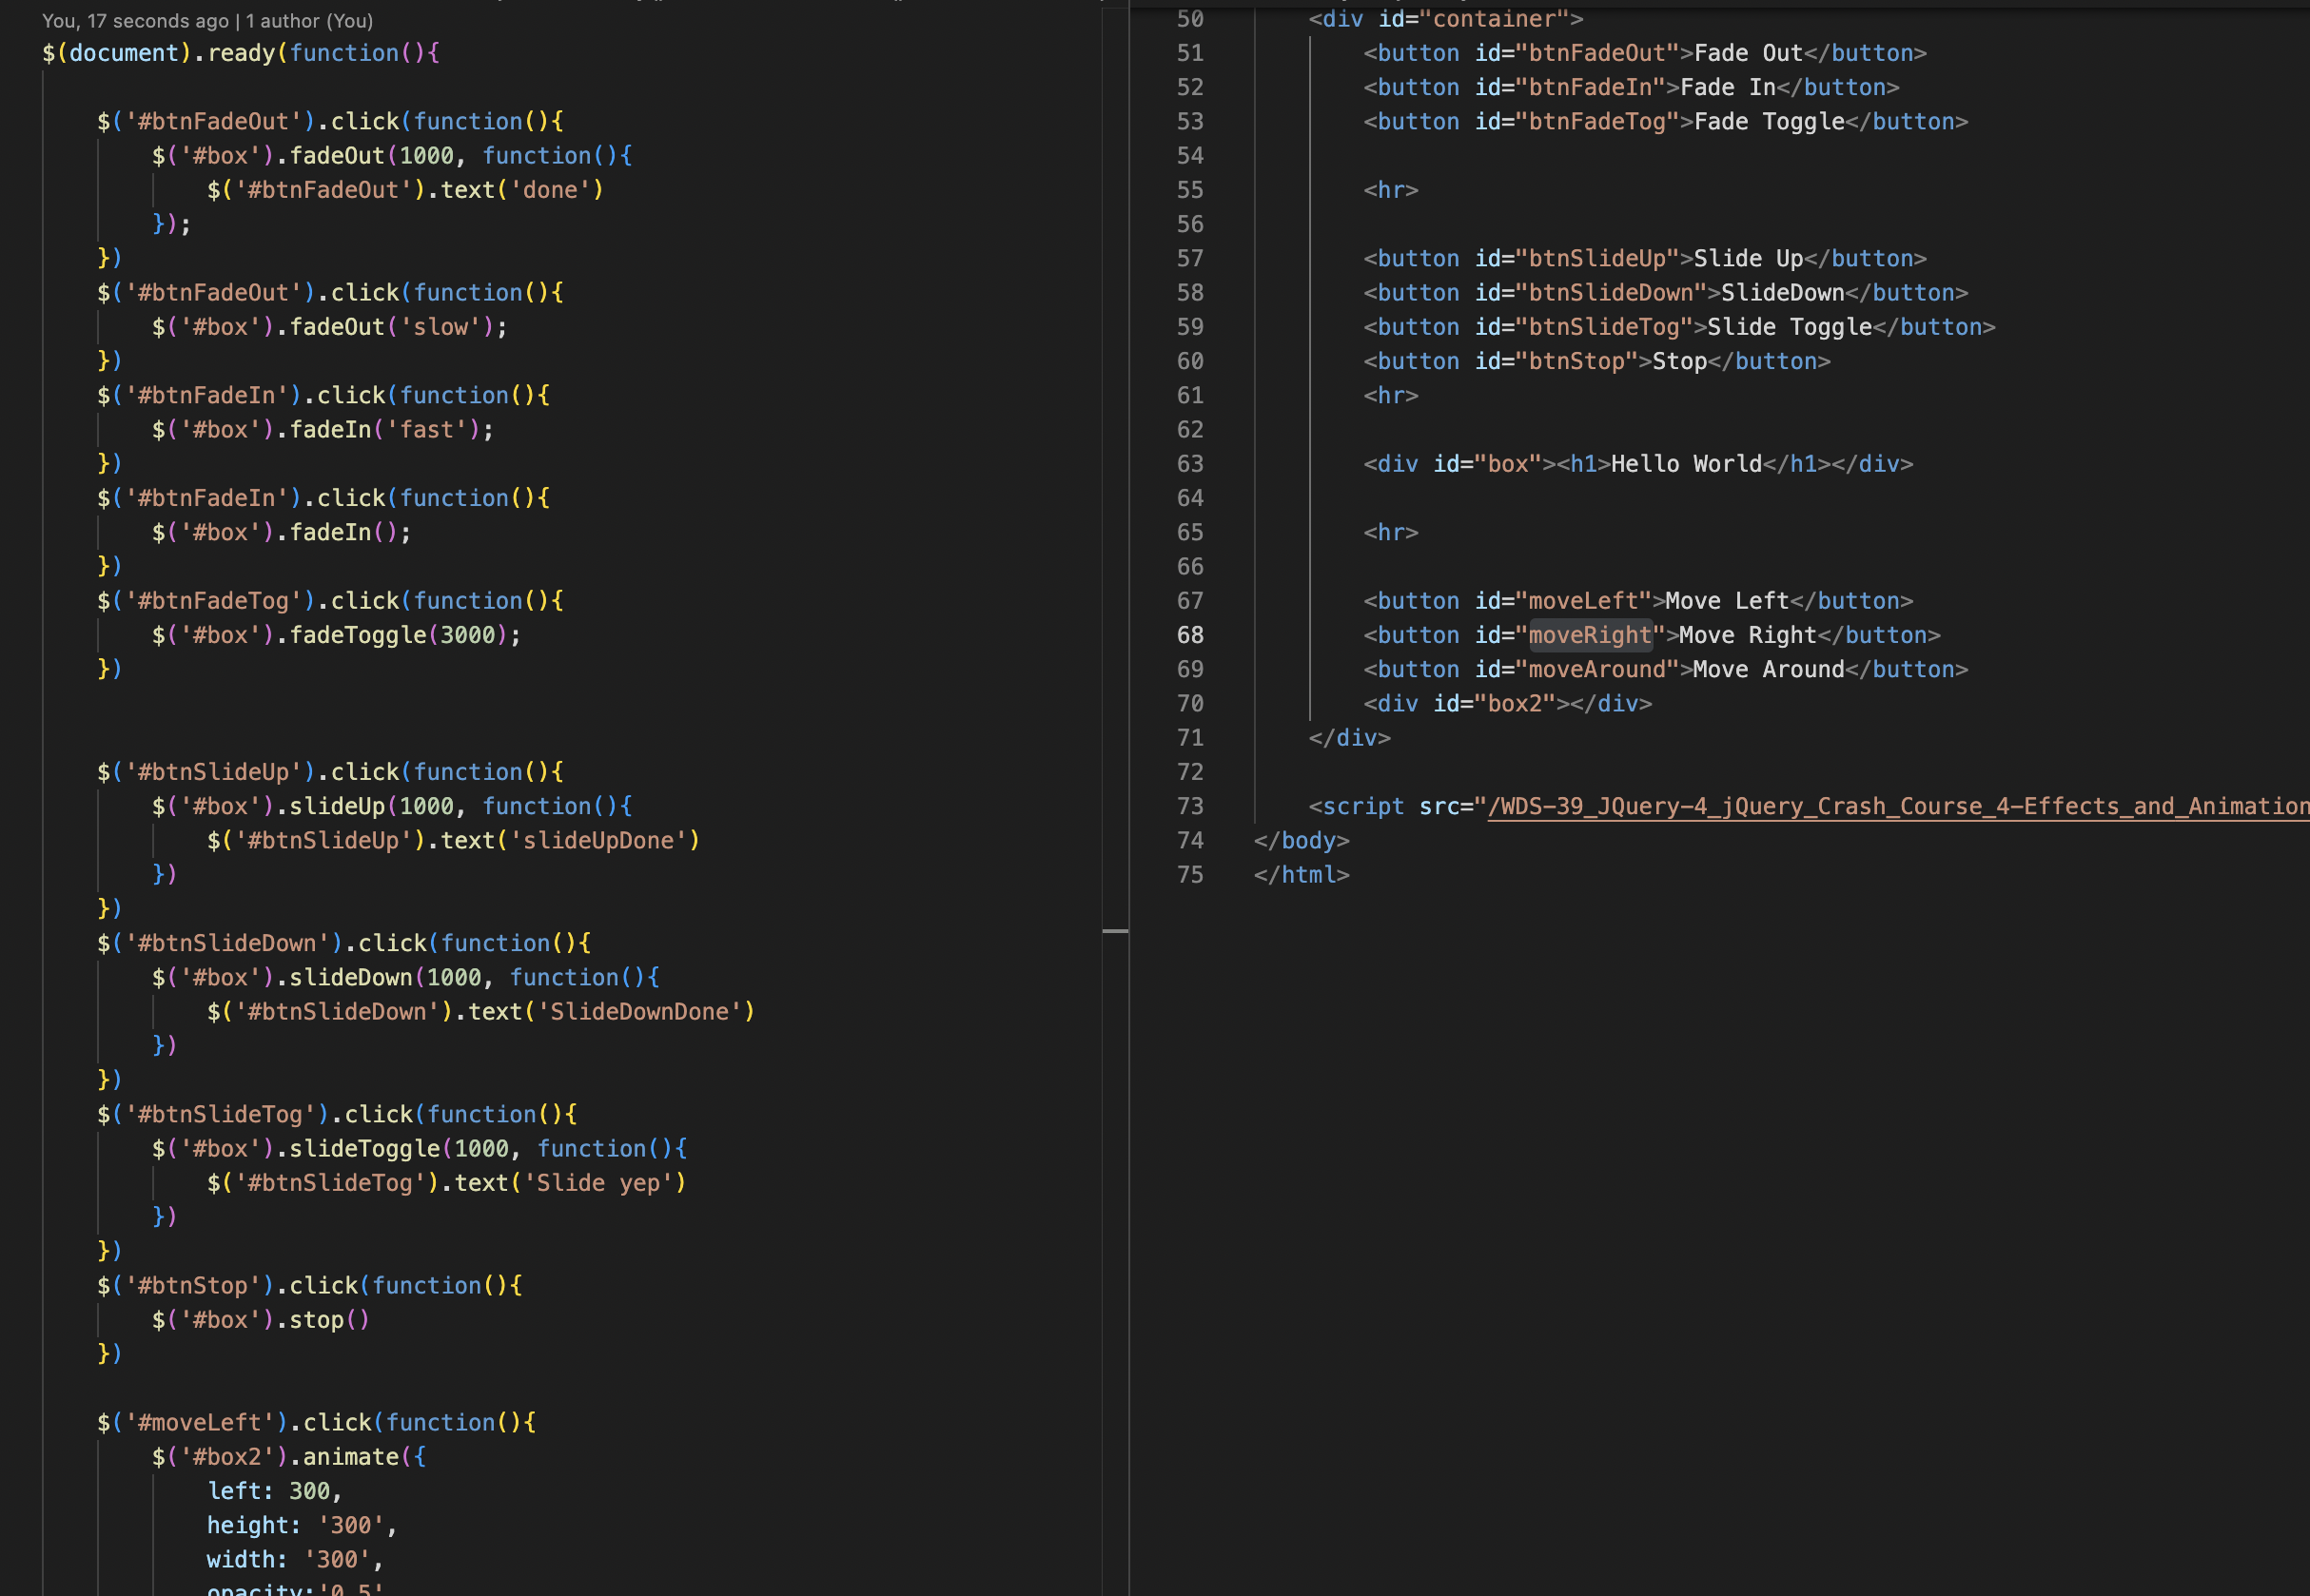 You, 17 seconds ago | 1 author (You)
$(document).ready(function(){
$('#btnFadeOut').click(function(){
$('#box').fadeOut(1000, function(){
$('#btnFadeOut').text('done')
});
})
$('#btnFadeOut').click(function(){
$('#box').fadeOut('slow');
})
$('#btnFadeIn').click(function(){
$('#box').fadeIn('fast');
})
$('#btnFadeIn').click(function(){
$('#box').fadeIn();
})
$('#btnFadeTog').click(function(){
$('#box').fadeToggle(3000);
})
$('#btnSlideUp').click(function(){
$('#box').slideUp(1000, function(){
$('#btnSlideUp').text('slideUpDone')
})
})
$('#btnSlideDown').click(function(){
$('#box').slideDown(1000, function(){
$('#btnSlideDown').text('SlideDownDone')
})
})
$('#btnSlideTog').click(function(){
$('#box').slideToggle(1000, function(){
$('#btnSlideTog').text('Slide yep')
})
})
$('#btnStop').click(function(){
$('#box').stop()
})
$('#moveLeft').click(function(){
$('#box2').animate({
left: 300,
height: '300',
width: '300',
opacity:'0.5'
50 <div id="container">
51 <button id="btnFadeOut">Fade Out</button>
52 <button id="btnFadeIn">Fade In</button>
53 <button id="btnFadeTog">Fade Toggle</button>
54
55 <hr>
56
57 <button id="btnSlideUp">Slide Up</button>
58 <button id="btnSlideDown">SlideDown</button>
59 <button id="btnSlideTog">Slide Toggle</button>
60 <button id="btnStop">Stop</button>
61 <hr>
62
63 <div id="box"><h1>Hello World</h1></div>
64
65 <hr>
66
67 <button id="moveLeft">Move Left</button>
68 <button id="moveRight">Move Right</button>
69 <button id="moveAround">Move Around</button>
70 <div id="box2"></div>
71 </div>
72
73 <script src="/WDS-39_JQuery-4_jQuery_Crash_Course_4-Effects_and_Animation
74 </body>
75 </html>